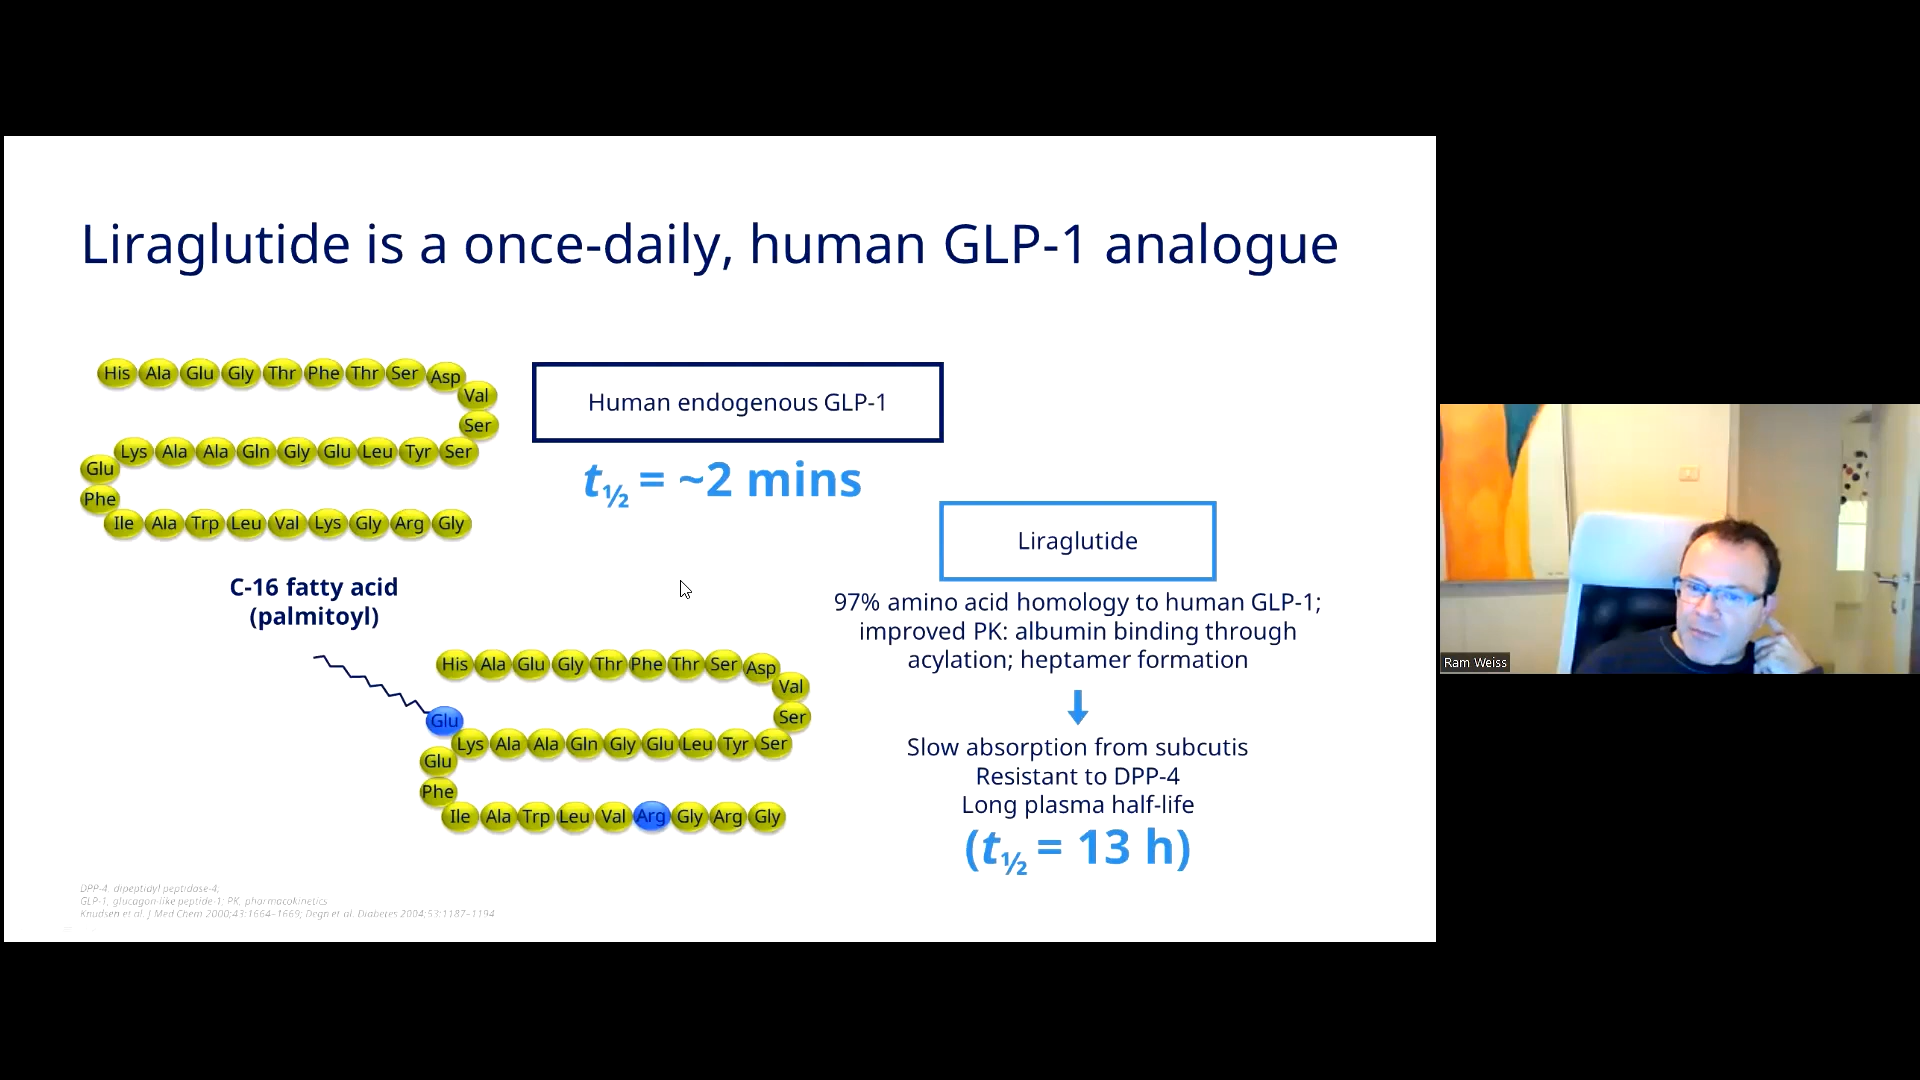 Liraglutide is a once-daily, human GLP-1 analogue
His Ala Glu Gly Thr Phe Thr Ser Asp
Val
Ser
Lys Ala Ala Gln Gly Glu Leu Tyr Ser
Glu
Phe
Ile Ala Trp Leu Val Lys Gly Arg Gly
Human endogenous GLP-1
t½ = ~2 mins
C-16 fatty acid
(palmitoyl)
His Ala Glu Gly Thr Phe Thr Ser Asp
Val
Ser
Glu
Lys Ala Ala Gln Gly Glu Leu Tyr Ser
Glu
Phe
Ile Ala Trp Leu Val Arg Gly Arg Gly
Liraglutide
97% amino acid homology to human GLP-1;
improved PK: albumin binding through
acylation; heptamer formation
Slow absorption from subcutis
Resistant to DPP-4
Long plasma half-life
(t½ = 13 h)
DPP-4, dipeptidyl peptidase-4;
GLP-1, glucagon-like peptide-1; PK, pharmacokinetics
Knudsen et al. J Med Chem 2000;43:1664–1669; Degn et al. Diabetes 2004;53:1187–1194
Ram Weiss